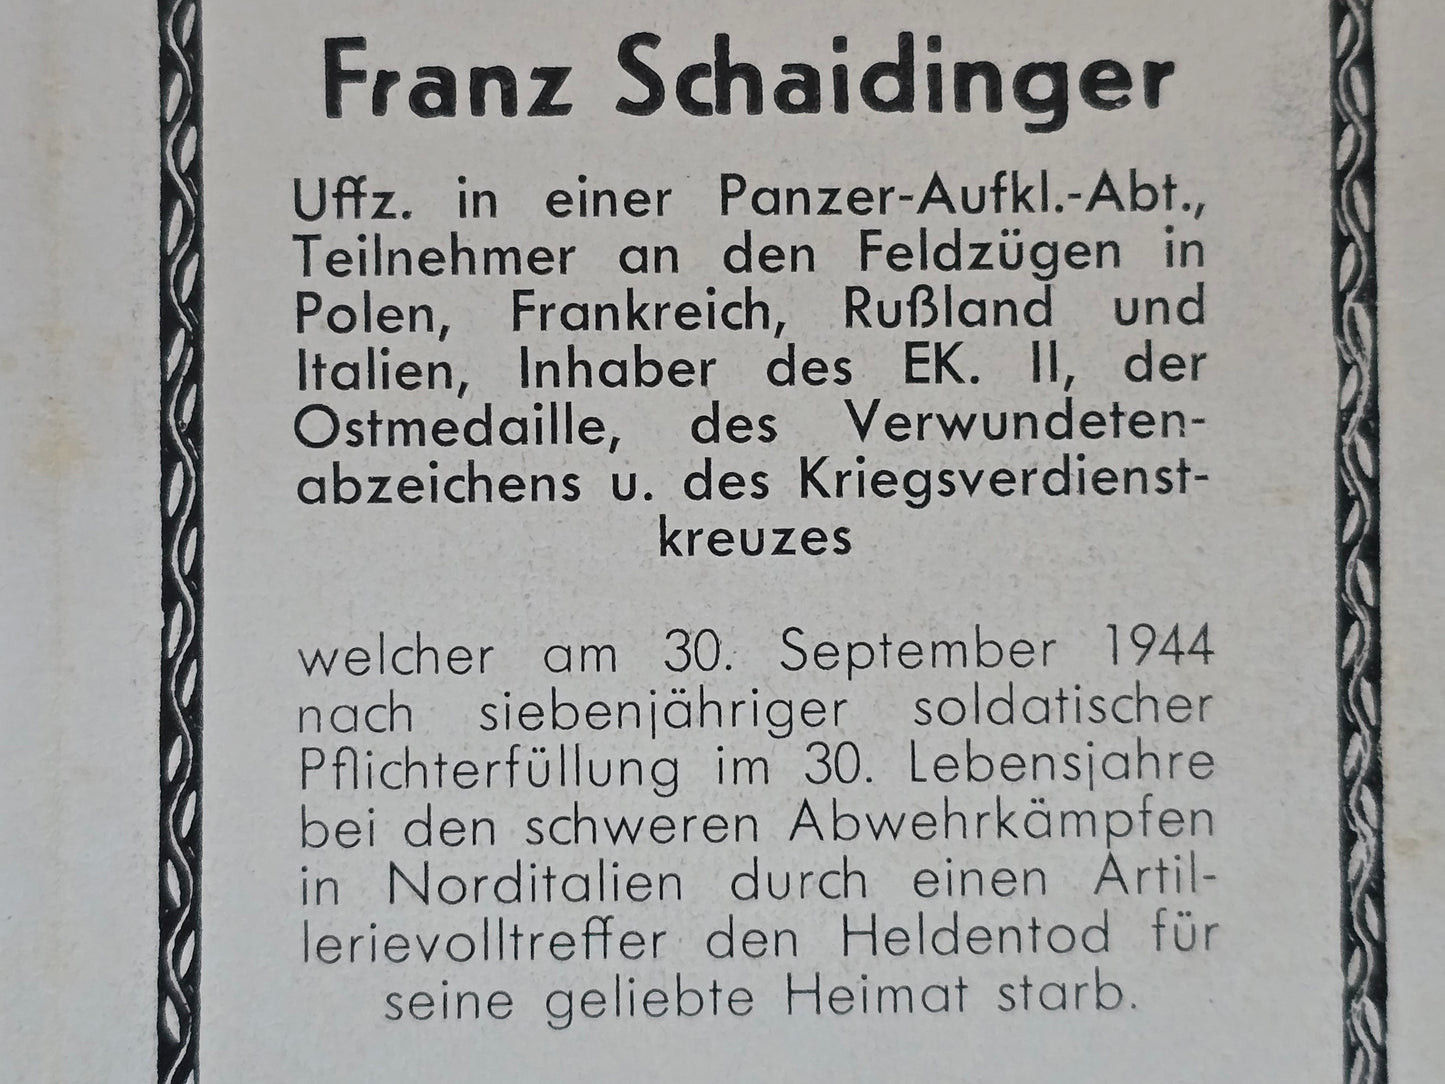 Franz Schaidinger
Uffz. in einer Panzer-Aufkl.-Abt.,
Teilnehmer an den Feldzügen in
Polen, Frankreich, Rußland und
Italien, Inhaber des EK. II, der
Ostmedaille, des Verwundeten-
abzeichens u. des Kriegsverdienst-
kreuzes
welcher am 30. September 1944
nach siebenjähriger soldatischer
Pflichterfüllung im 30. Lebensjahre
bei den schweren Abwehrkämpfen
in Norditalien durch einen Artil-
lerievolltreffer den Heldentod für
seine geliebte Heimat starb.